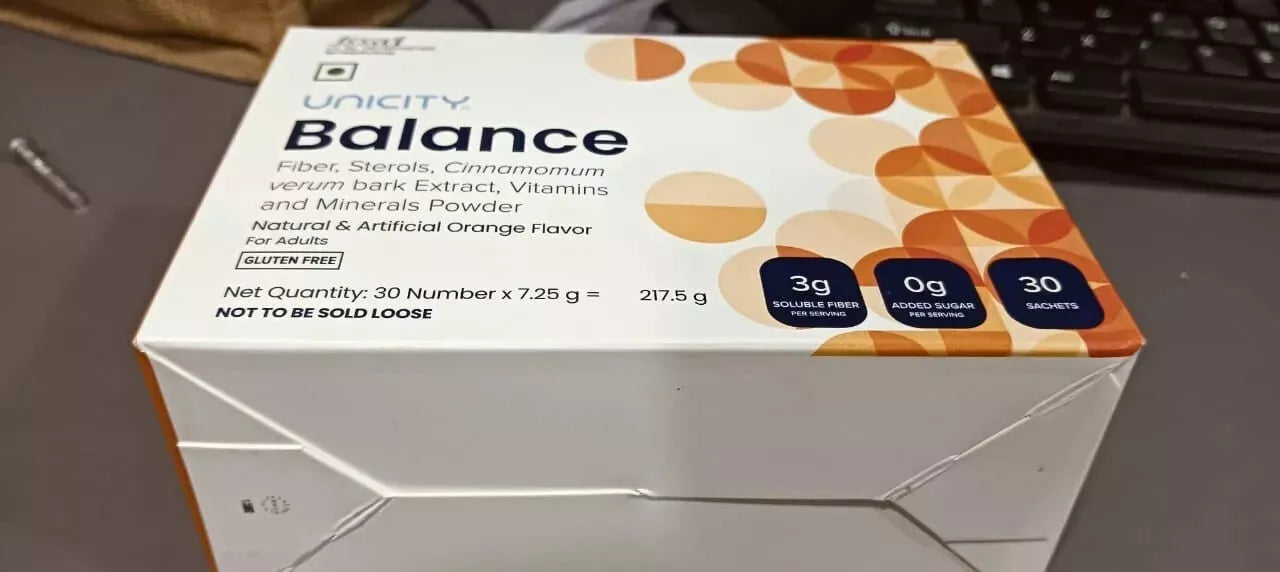 fssai
UNICITY
Balance
Fiber, Sterols, Cinnamomum
verum bark Extract, Vitamins
and Minerals Powder
Natural & Artificial Orange Flavor
For Adults
GLUTEN FREE
Net Quantity: 30 Number x 7.25 g = 217.5 g
NOT TO BE SOLD LOOSE
3g
SOLUBLE FIBER
PER SERVING
0g
ADDED SUGAR
PER SERVING
30
SACHETS